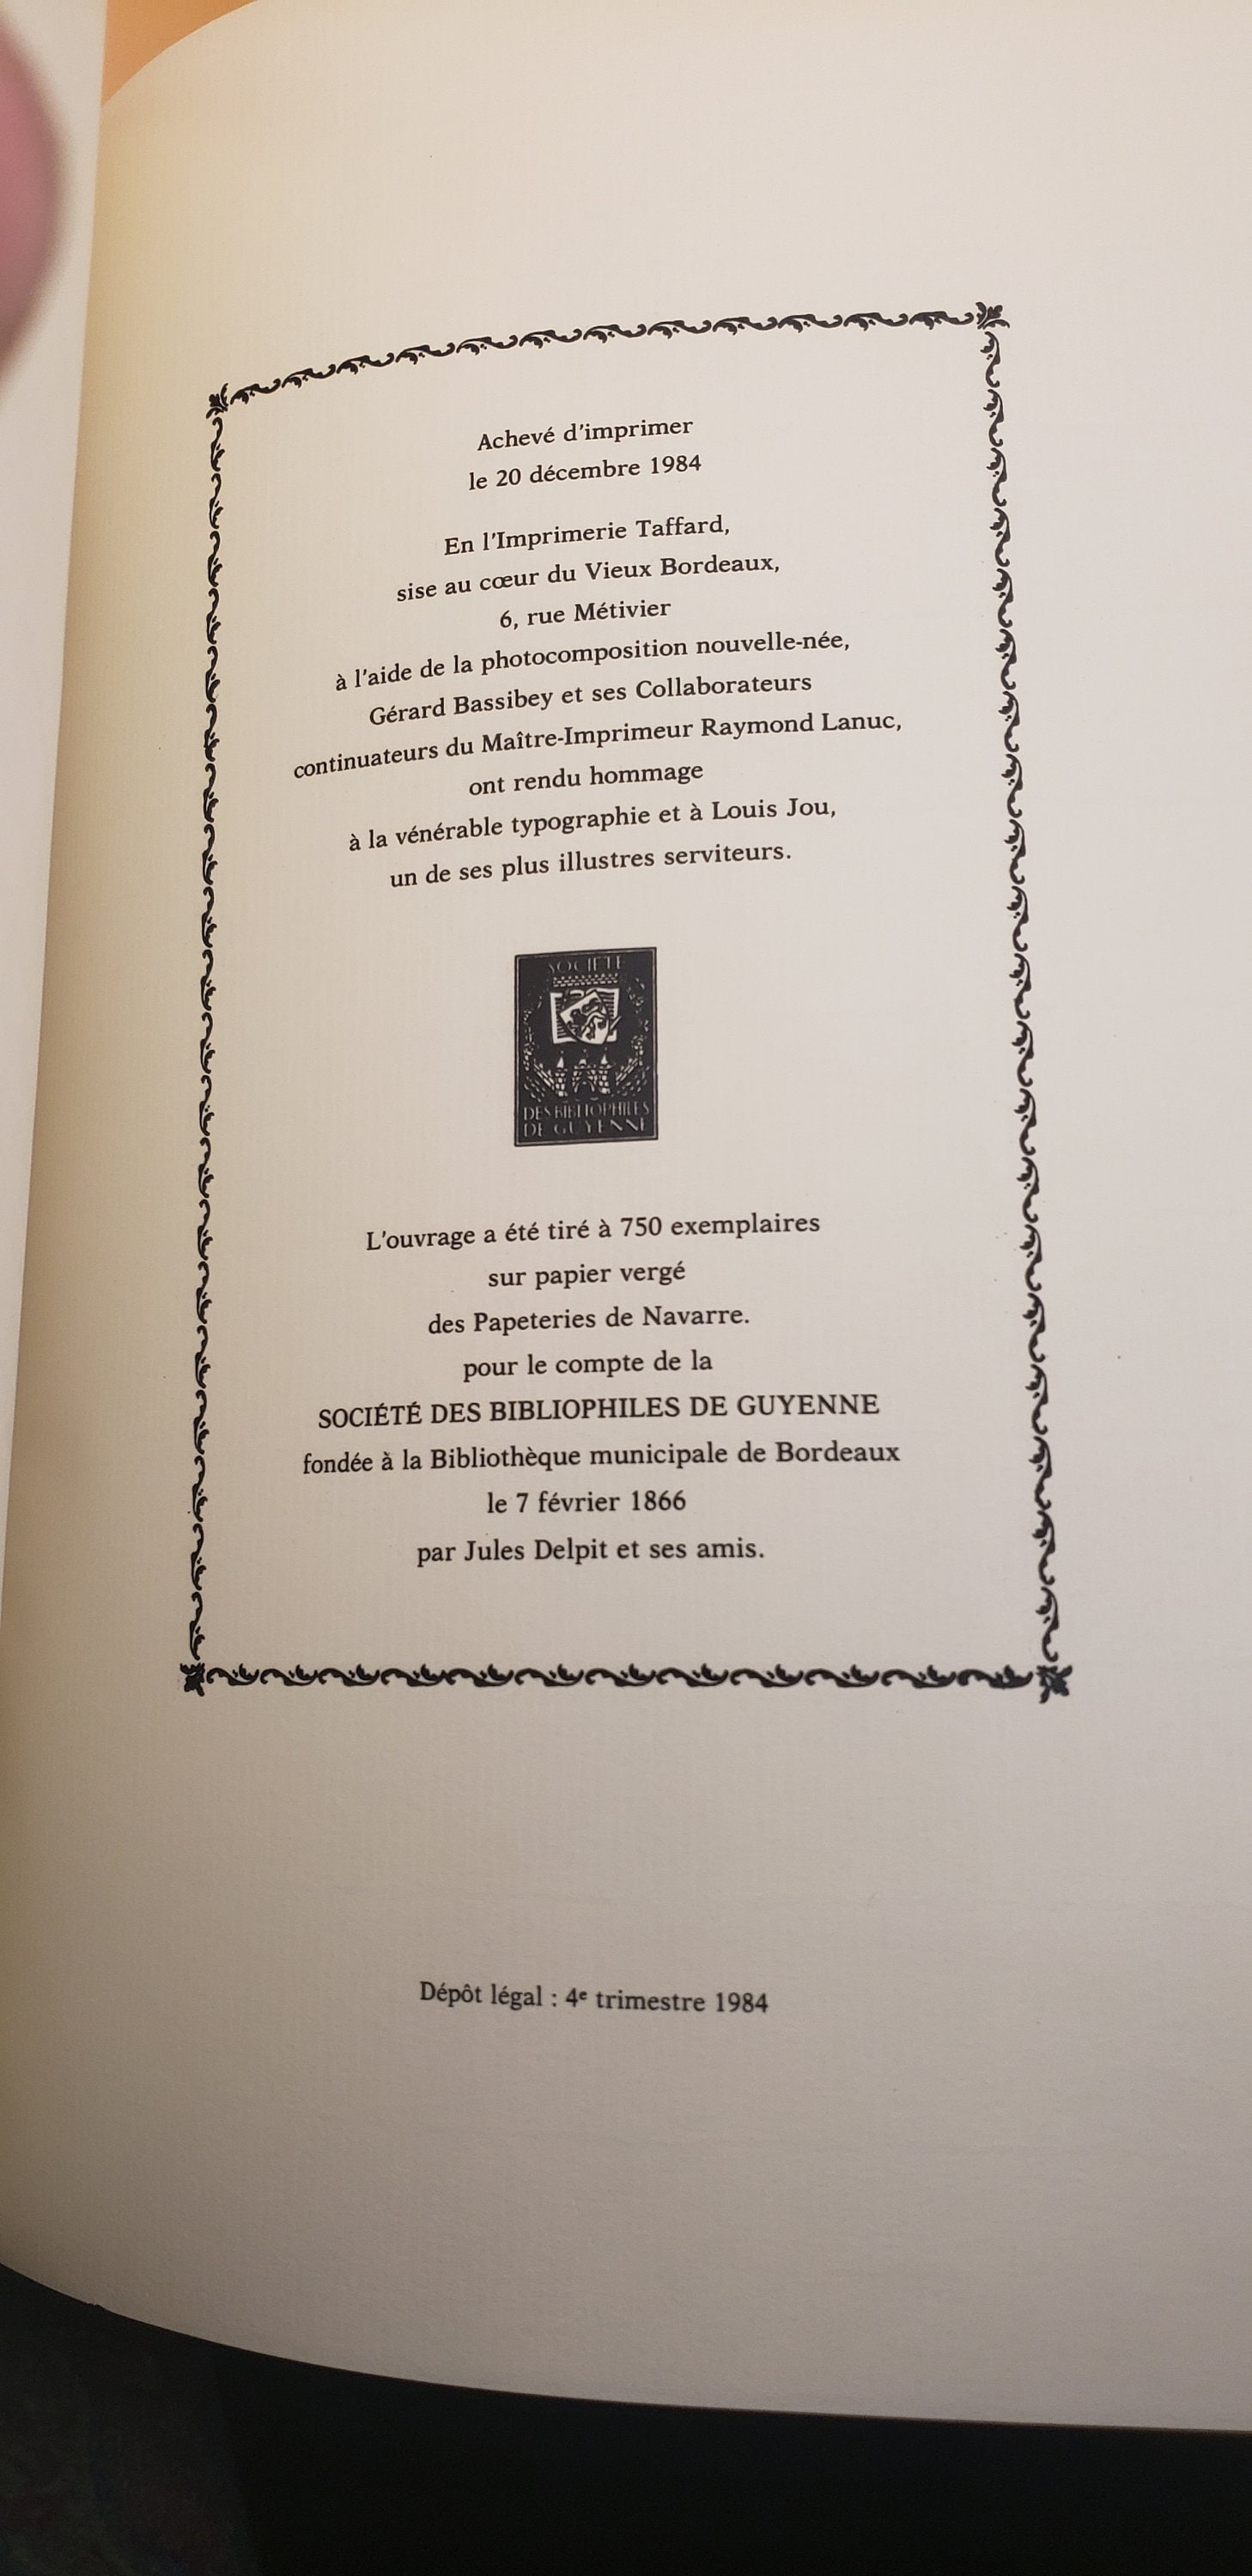 Achevé d'imprimer
le 20 décembre 1984
En l'Imprimerie Taffard,
sise au cœur du Vieux Bordeaux,
6, rue Métivier
à l'aide de la photocomposition nouvelle-née,
Gérard Bassibey et ses Collaborateurs
continuateurs du Maître-Imprimeur Raymond Lanuc,
ont rendu hommage
à la vénérable typographie et à Louis Jou,
un de ses plus illustres serviteurs.
SOCIETE
DES BIBLIOPHILES
DE GUYENNE
L'ouvrage a été tiré à 750 exemplaires
sur papier vergé
des Papeteries de Navarre.
pour le compte de la
SOCIÉTÉ DES BIBLIOPHILES DE GUYENNE
fondée à la Bibliothèque municipale de Bordeaux
le 7 février 1866
par Jules Delpit et ses amis.
Dépôt légal : 4e trimestre 1984